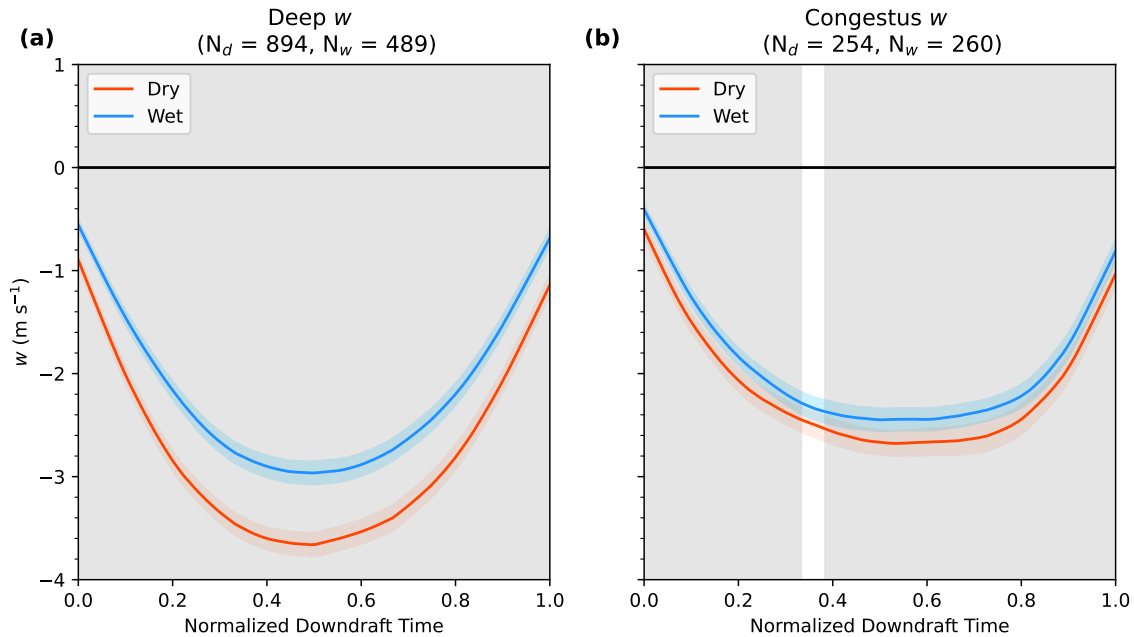 (a)
Deep w
(N_d = 894, N_w = 489)
Dry
Wet
1
0
−1
−2
−3
−4
w (m s⁻¹)
0.0 0.2 0.4 0.6 0.8 1.0
Normalized Downdraft Time
(b)
Congestus w
(N_d = 254, N_w = 260)
Dry
Wet
0.0 0.2 0.4 0.6 0.8 1.0
Normalized Downdraft Time